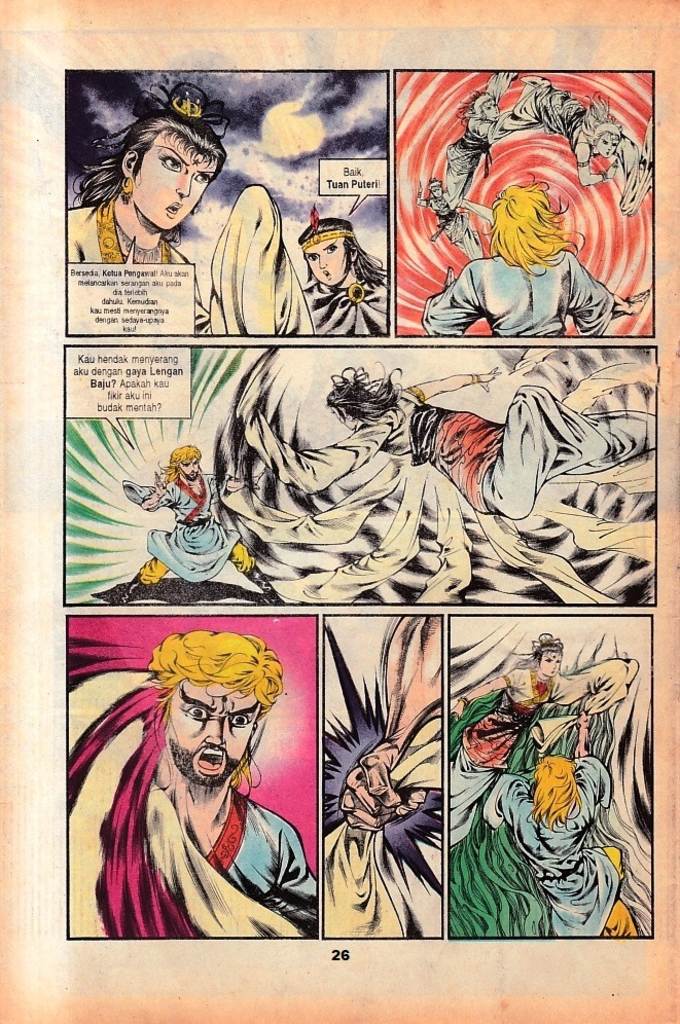 Bersedia, Ketua Pengawal! Aku akan
melancarkan serangan aku pada
dia terlebih
dahulu. Kemudian
kau mesti menyerangnya
dengan sedaya-upaya
kau!
Baik,
Tuan Puteri!
Kau hendak menyerang
aku dengan gaya Lengan
Baju? Apakah kau
fikir aku ini
budak mentah?
26